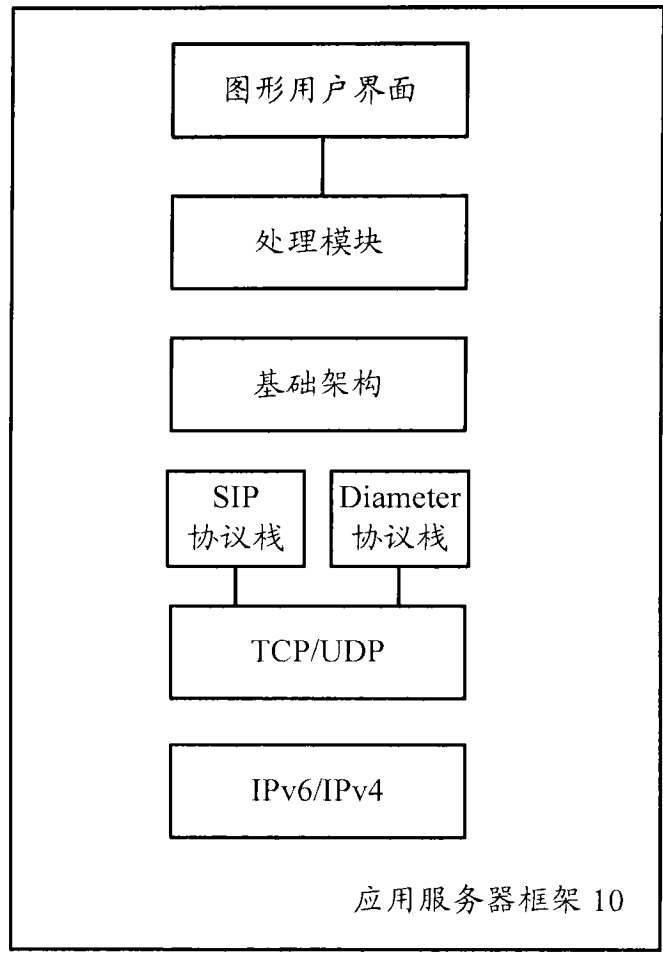 图形用户界面
处理模块
基础架构
SIP
协议栈
Diameter
协议栈
TCP/UDP
IPv6/IPv4
应用服务器框架 10